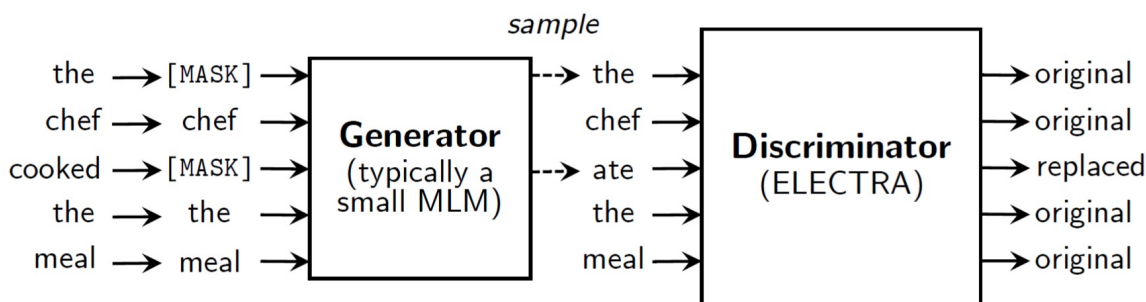 sample
the [MASK] the original
chef chef chef original
cooked [MASK] ate replaced
the the the original
meal meal meal original
Generator
(typically a
small MLM)
Discriminator
(ELECTRA)